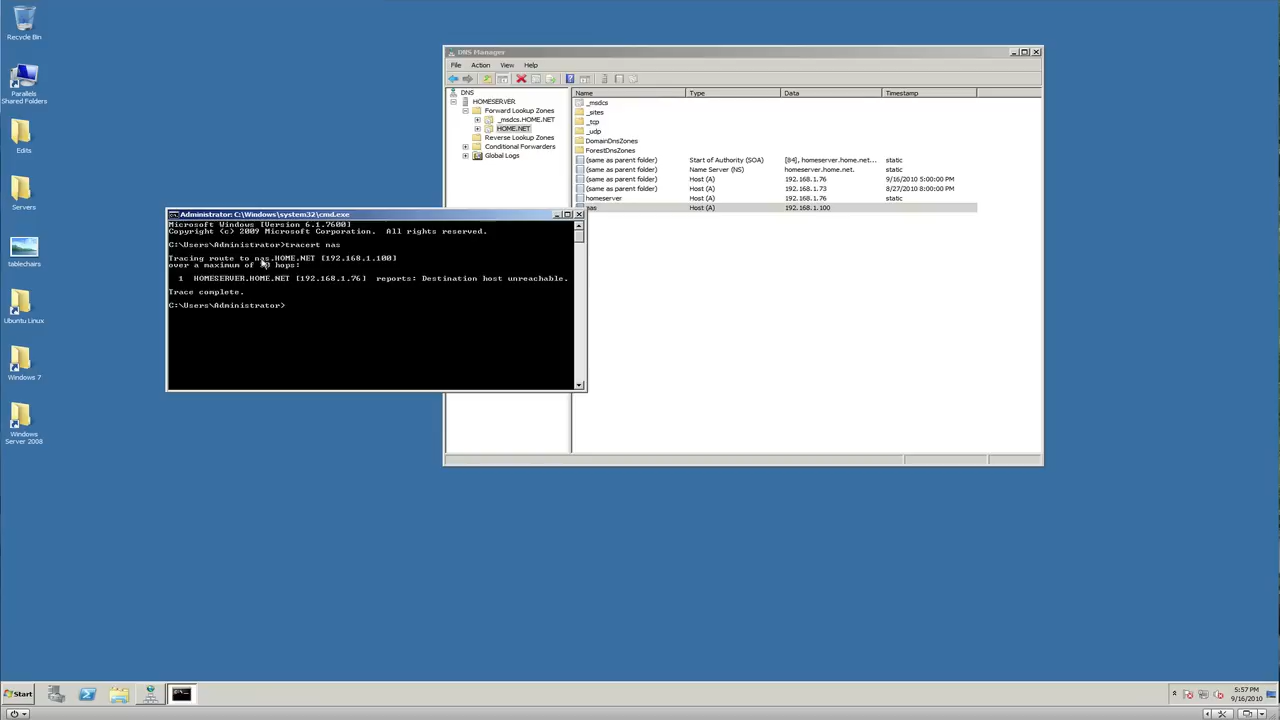 Recycle Bin
Parallels
Shared Folders
Edits
Servers
tablechairs
Ubuntu Linux
Windows 7
Windows
Server 2008
DNS Manager
File Action View Help
DNS
HOMESERVER
Forward Lookup Zones
_msdcs.HOME.NET
HOME.NET
Reverse Lookup Zones
Conditional Forwarders
Global Logs
Name Type Data Timestamp
_msdcs
_sites
_tcp
_udp
DomainDnsZones
ForestDnsZones
(same as parent folder) Start of Authority (SOA) [84], homeserver.home.net... static
(same as parent folder) Name Server (NS) homeserver.home.net. static
(same as parent folder) Host (A) 192.168.1.76 9/16/2010 5:00:00 PM
(same as parent folder) Host (A) 192.168.1.73 8/27/2010 8:00:00 PM
homeserver Host (A) 192.168.1.76 static
nas Host (A) 192.168.1.100
Administrator: C:\Windows\system32\cmd.exe
Microsoft Windows [Version 6.1.7600]
Copyright (c) 2009 Microsoft Corporation. All rights reserved.
C:\Users\Administrator>tracert nas
Tracing route to nas.HOME.NET [192.168.1.100]
over a maximum of hops:
1 HOMESERVER.HOME.NET [192.168.1.76] reports: Destination host unreachable.
Trace complete.
C:\Users\Administrator>
Start
5:57 PM
9/16/2010